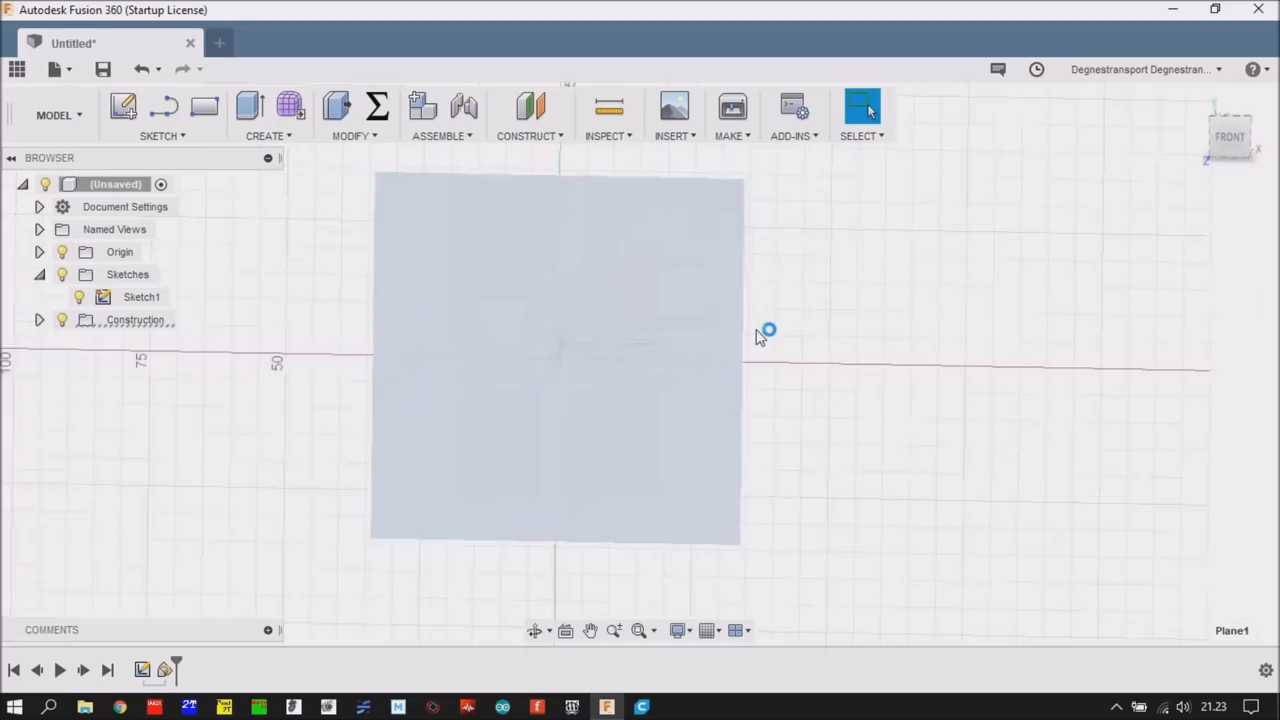 Autodesk Fusion 360 (Startup License)
Untitled*
Degnestransport Degnestran...
MODEL
SKETCH
CREATE
MODIFY
ASSEMBLE
CONSTRUCT
INSPECT
INSERT
MAKE
ADD-INS
SELECT
FRONT
X
Z
BROWSER
(Unsaved)
Document Settings
Named Views
Origin
Sketches
Sketch1
Construction
100
75
50
COMMENTS
Plane1
21.23